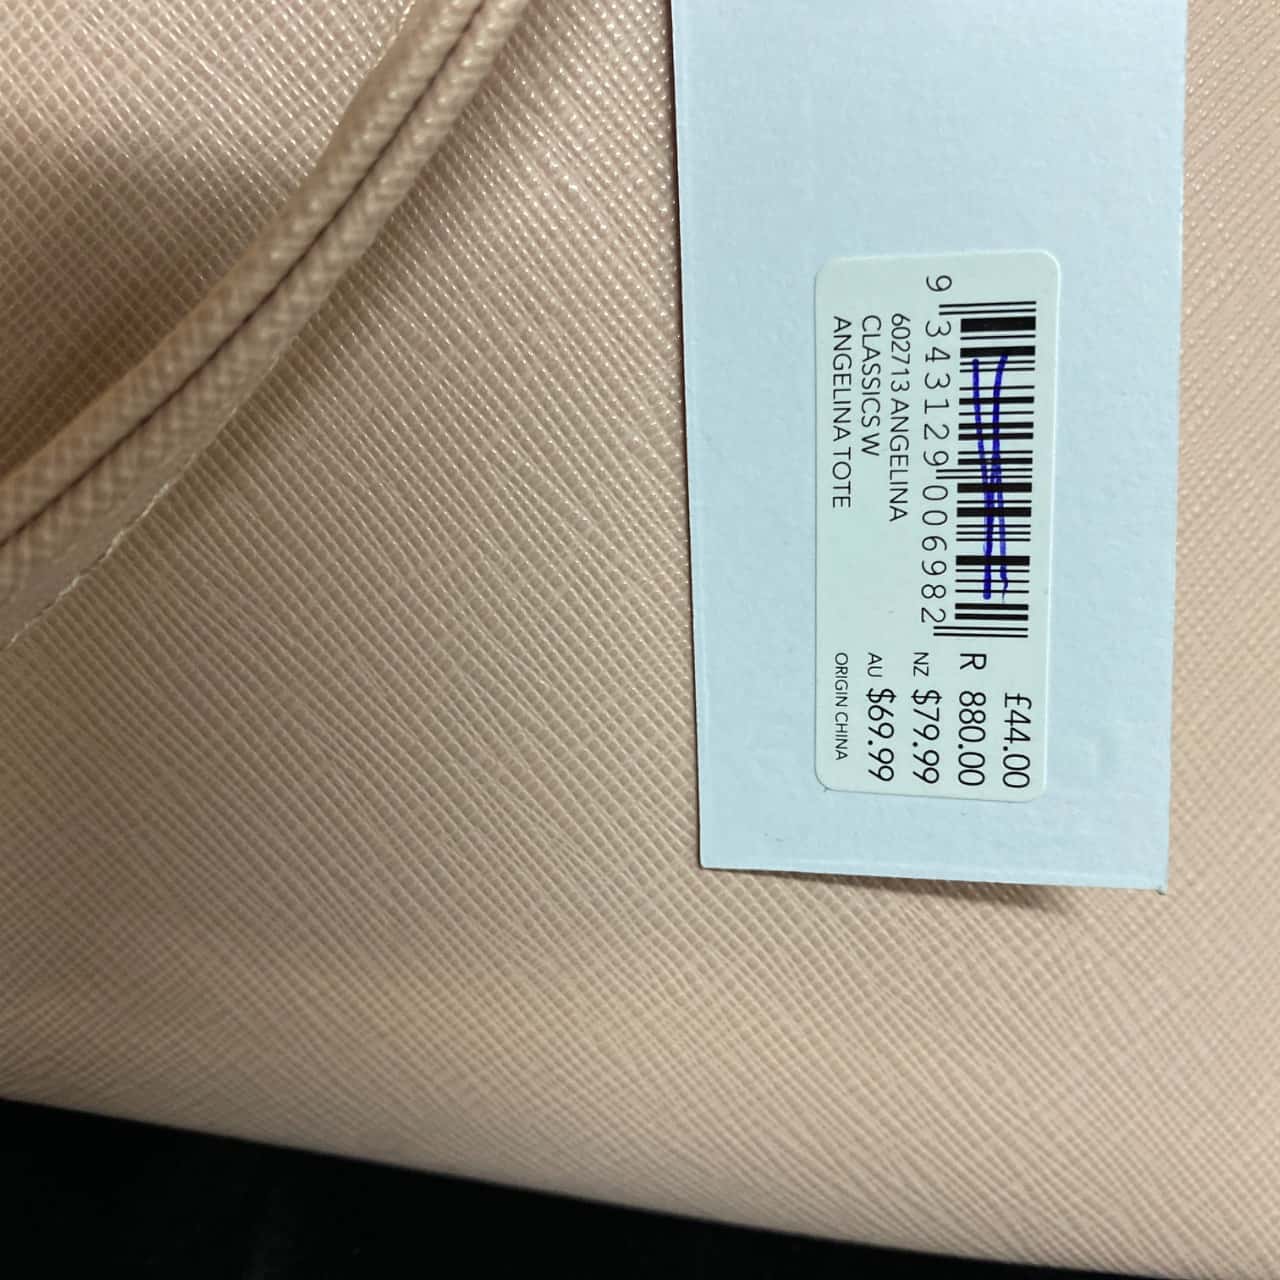 9 343129 006982
602713 ANGELINA
CLASSICS W
ANGELINA TOTE
£44.00
R 880.00
NZ $79.99
AU $69.99
ORIGIN CHINA